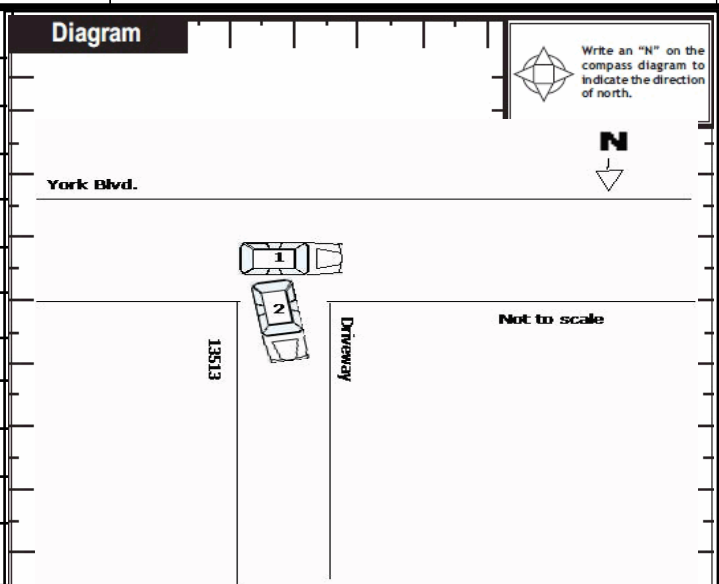 Diagram
Write an "N" on the
compass diagram to
indicate the direction
of north.
N
York Blvd.
1
2
Not to scale
13513
Driveway